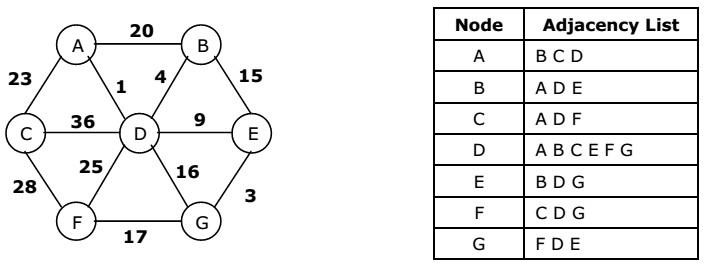 20
A
B
23
1
4
15
C
36
D
9
E
28
25
16
3
F
17
G
Node Adjacency List
A B C D
B A D E
C A D F
D A B C E F G
E B D G
F C D G
G F D E